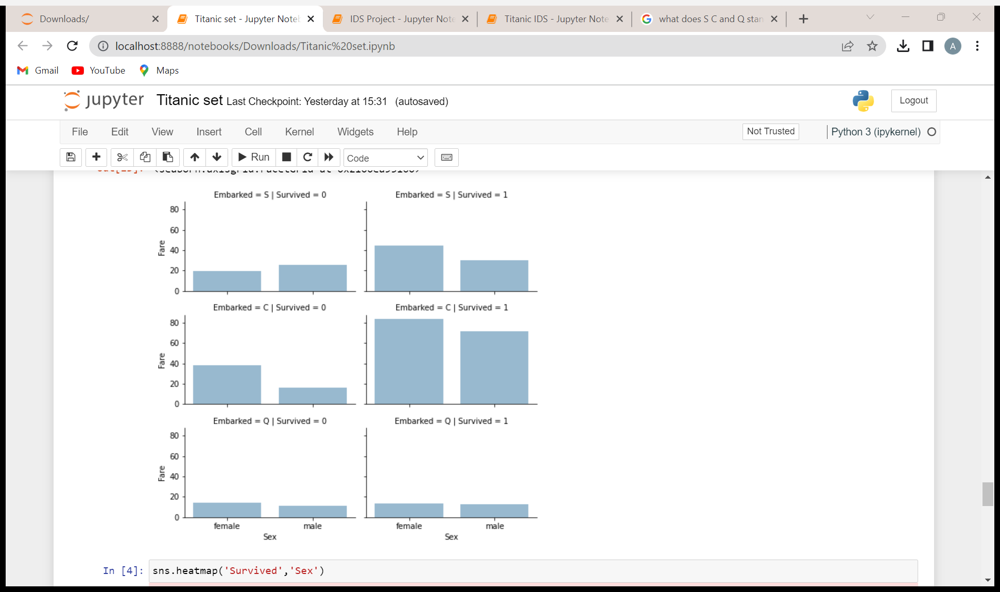 Downloads/
Titanic set - Jupyter Noteb
IDS Project - Jupyter Note
Titanic IDS - Jupyter Note
what does S C and Q stan
localhost:8888/notebooks/Downloads/Titanic%20set.ipynb
A
Gmail YouTube Maps
jupyter Titanic set Last Checkpoint: Yesterday at 15:31 (autosaved)
Logout
File Edit View Insert Cell Kernel Widgets Help
Not Trusted
Python 3 (ipykernel)
Run
Code
Embarked = S | Survived = 0
Embarked = S | Survived = 1
80
60
40
20
0
Fare
Embarked = C | Survived = 0
Embarked = C | Survived = 1
80
60
40
20
0
Fare
Embarked = Q | Survived = 0
Embarked = Q | Survived = 1
80
60
40
20
0
Fare
female male female male
Sex Sex
In [4]: sns.heatmap('Survived','Sex')